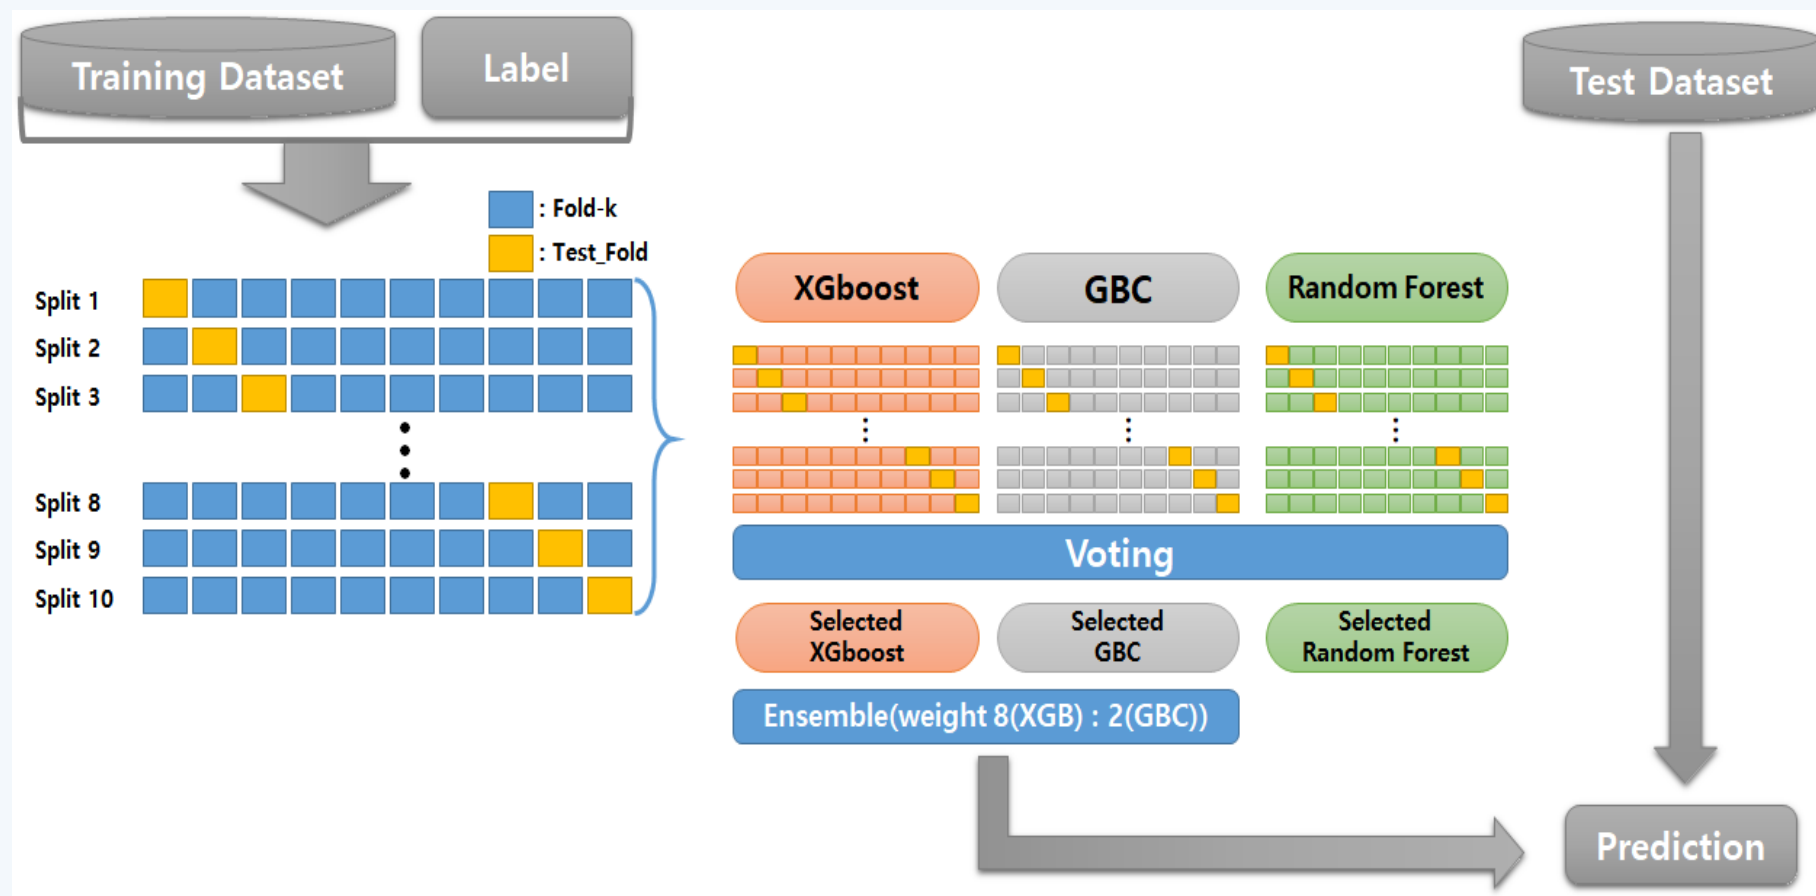 Training Dataset
Label
Test Dataset
: Fold-k
: Test_Fold
Split 1
Split 2
Split 3
Split 8
Split 9
Split 10
XGboost
GBC
Random Forest
Voting
Selected
XGboost
Selected
GBC
Selected
Random Forest
Ensemble(weight 8(XGB) : 2(GBC))
Prediction